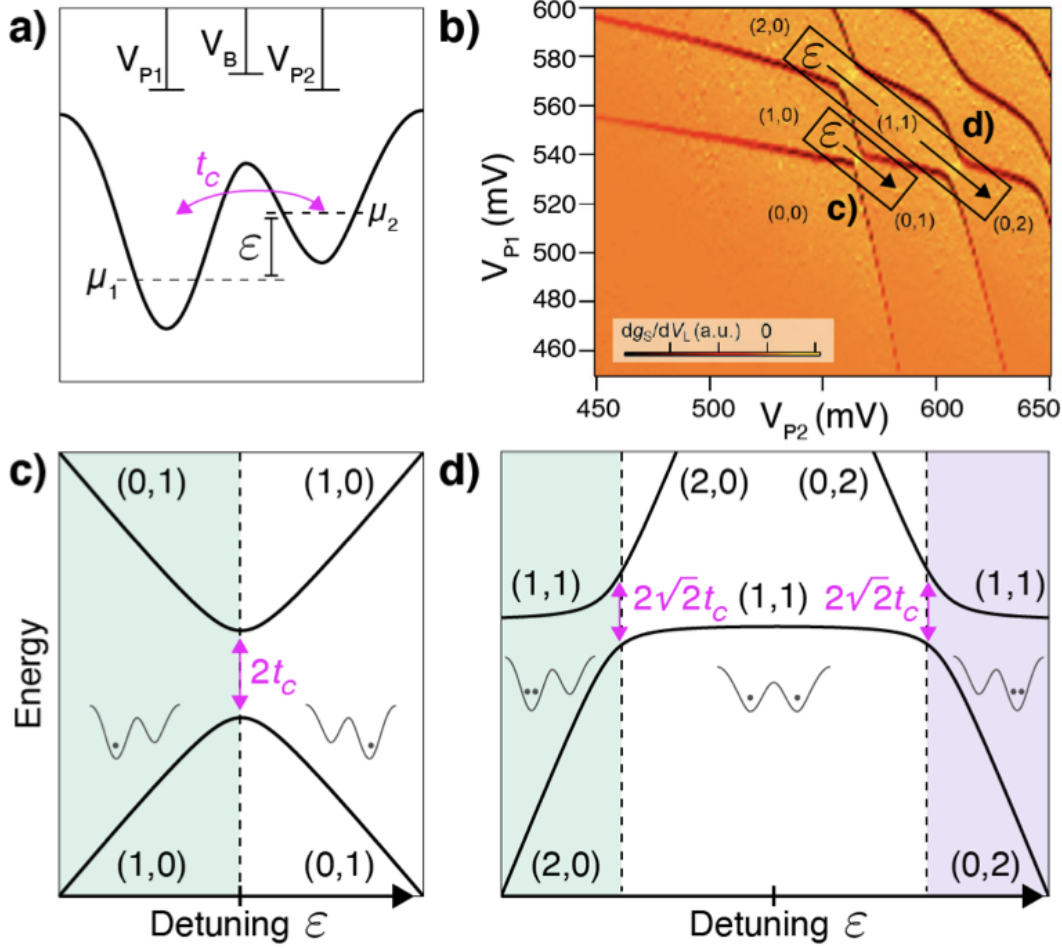 a)
V_P1 V_B V_P2
t_c
μ_1 ε μ_2
b)
V_P1 (mV)
600
580
560
540
520
500
480
460
(2,0)
ε
(1,0)
ε
(1,1)
d)
c)
(0,0)
(0,1)
(0,2)
dg_S/dV_L (a.u.) 0
450 500 600 650
V_P2 (mV)
c)
Energy
(0,1) (1,0)
2t_c
(1,0) (0,1)
Detuning ε
d)
(2,0) (0,2)
(1,1) (1,1)
2√2t_c (1,1) 2√2t_c
(2,0) (0,2)
Detuning ε